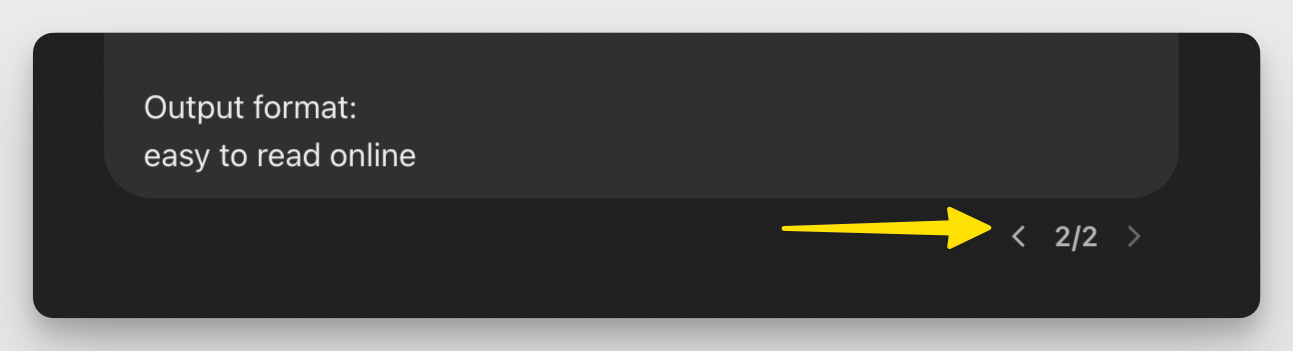 Output format:
easy to read online
2/2